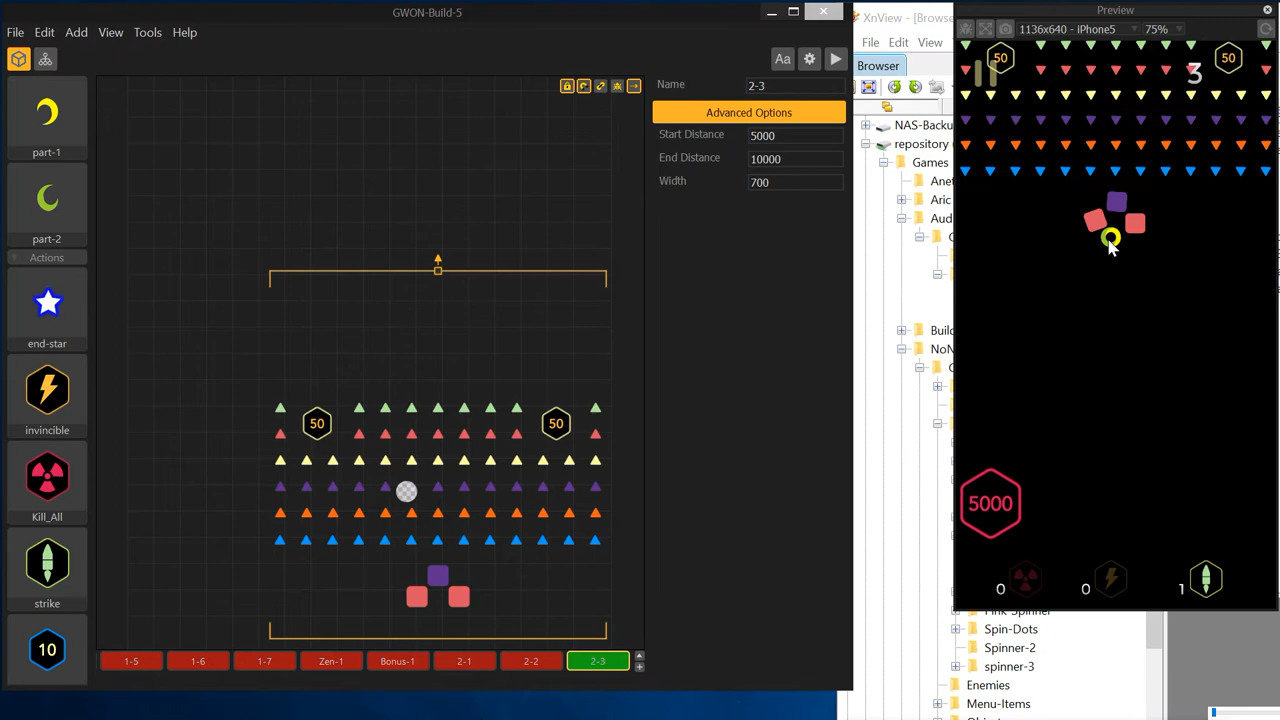 GWON-Build-5
File Edit Add View Tools Help
Aa
part-1
part-2
Actions
end-star
invincible
Kill_All
strike
10
50
50
1-5 1-6 1-7 Zen-1 Bonus-1 2-1 2-2 2-3
Name 2-3
Advanced Options
Start Distance 5000
End Distance 10000
Width 700
XnView - [Browse
File Edit View
Browser
NAS-Backu
repository (
Games
Anet
Aric
Aud
Build
NoN
Pink-Spinner
Spin-Dots
Spinner-2
spinner-3
Enemies
Menu-Items
Preview
1136x640 - iPhone5 75%
50
3
50
5000
0
0
1